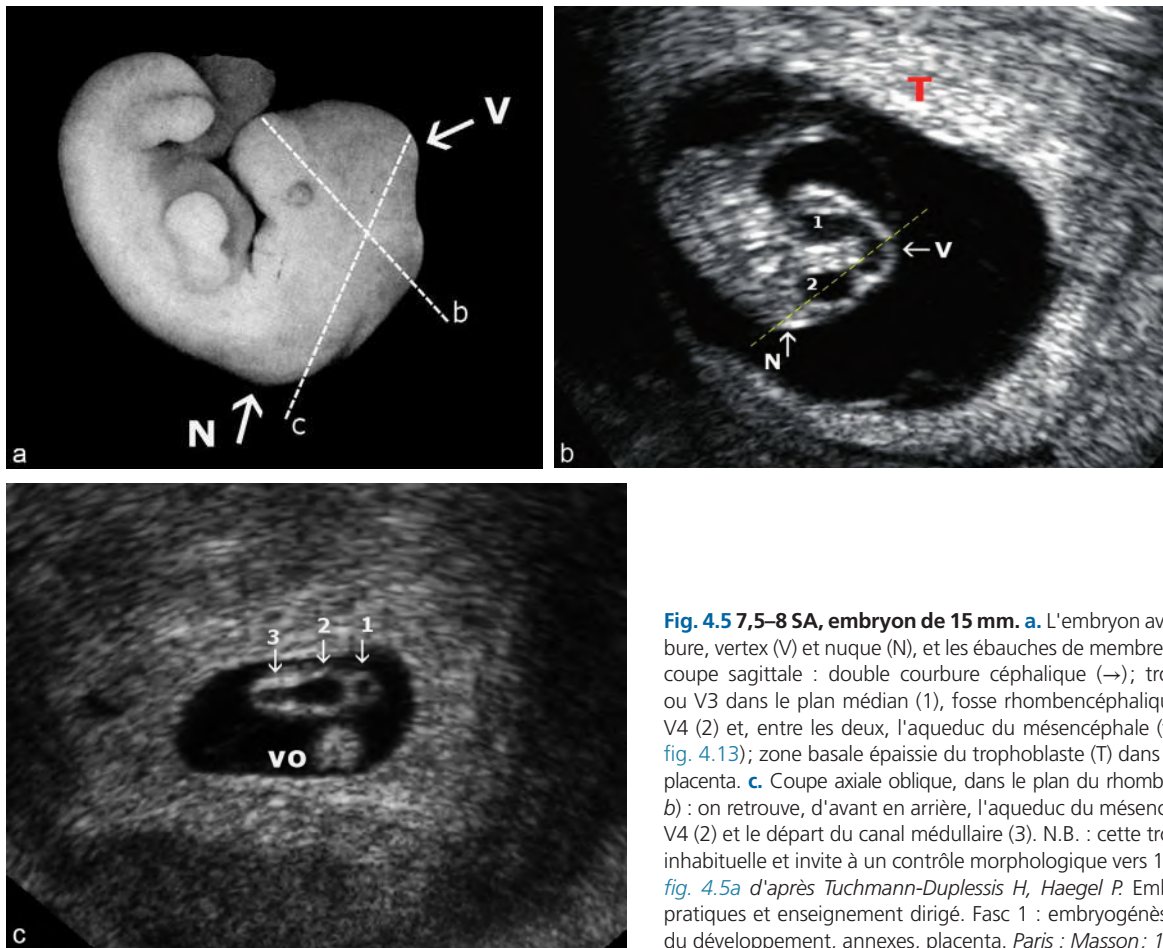 V
b
c
N
a
T
1
V
2
N
b
3 2 1
vo
c
Fig. 4.5 7,5–8 SA, embryon de 15 mm. a. L'embryon av
bure, vertex (V) et nuque (N), et les ébauches de membre
coupe sagittale : double courbure céphalique (→); tro
ou V3 dans le plan médian (1), fosse rhombencéphaliqu
V4 (2) et, entre les deux, l'aqueduc du mésencéphale (
fig. 4.13); zone basale épaissie du trophoblaste (T) dans
placenta. c. Coupe axiale oblique, dans le plan du rhomb
b) : on retrouve, d'avant en arrière, l'aqueduc du mésenc
V4 (2) et le départ du canal médullaire (3). N.B. : cette tro
inhabituelle et invite à un contrôle morphologique vers 1
fig. 4.5a d'après Tuchmann-Duplessis H, Haegel P. Emb
pratiques et enseignement dirigé. Fasc 1 : embryogénès
du développement, annexes, placenta. Paris : Masson; 1